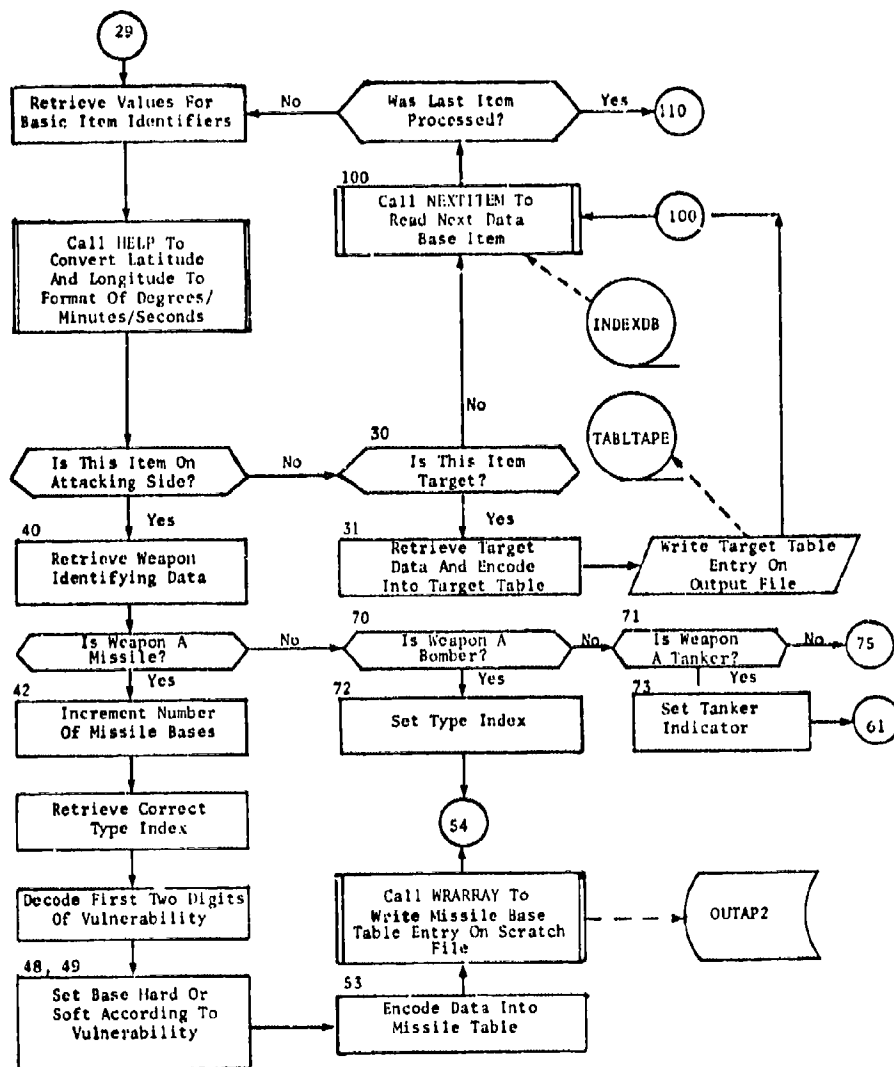 29
Retrieve Values For
Basic Item Identifiers
No
Was Last Item
Processed?
Yes
110
100
Call NEXTITEM To
Read Next Data
Base Item
100
Call HELP To
Convert Latitude
And Longitude To
Format Of Degrees/
Minutes/Seconds
INDEXDB
No
TABLTAPE
Is This Item On
Attacking Side?
No
30
Is This Item
Target?
Yes
Yes
40
Retrieve Weapon
Identifying Data
31
Retrieve Target
Data And Encode
Into Target Table
Write Target Table
Entry On
Output File
Is Weapon A
Missile?
No
70
Is Weapon A
Bomber?
No
71
Is Weapon
A Tanker?
No
75
Yes
Yes
Yes
42
Increment Number
Of Missile Bases
72
Set Type Index
73
Set Tanker
Indicator
61
Retrieve Correct
Type Index
54
Decode First Two Digits
Of Vulnerability
Call WRARRAY To
Write Missile Base
Table Entry On Scratch
File
OUTAP2
48, 49
Set Base Hard Or
Soft According To
Vulnerability
53
Encode Data Into
Missile Table